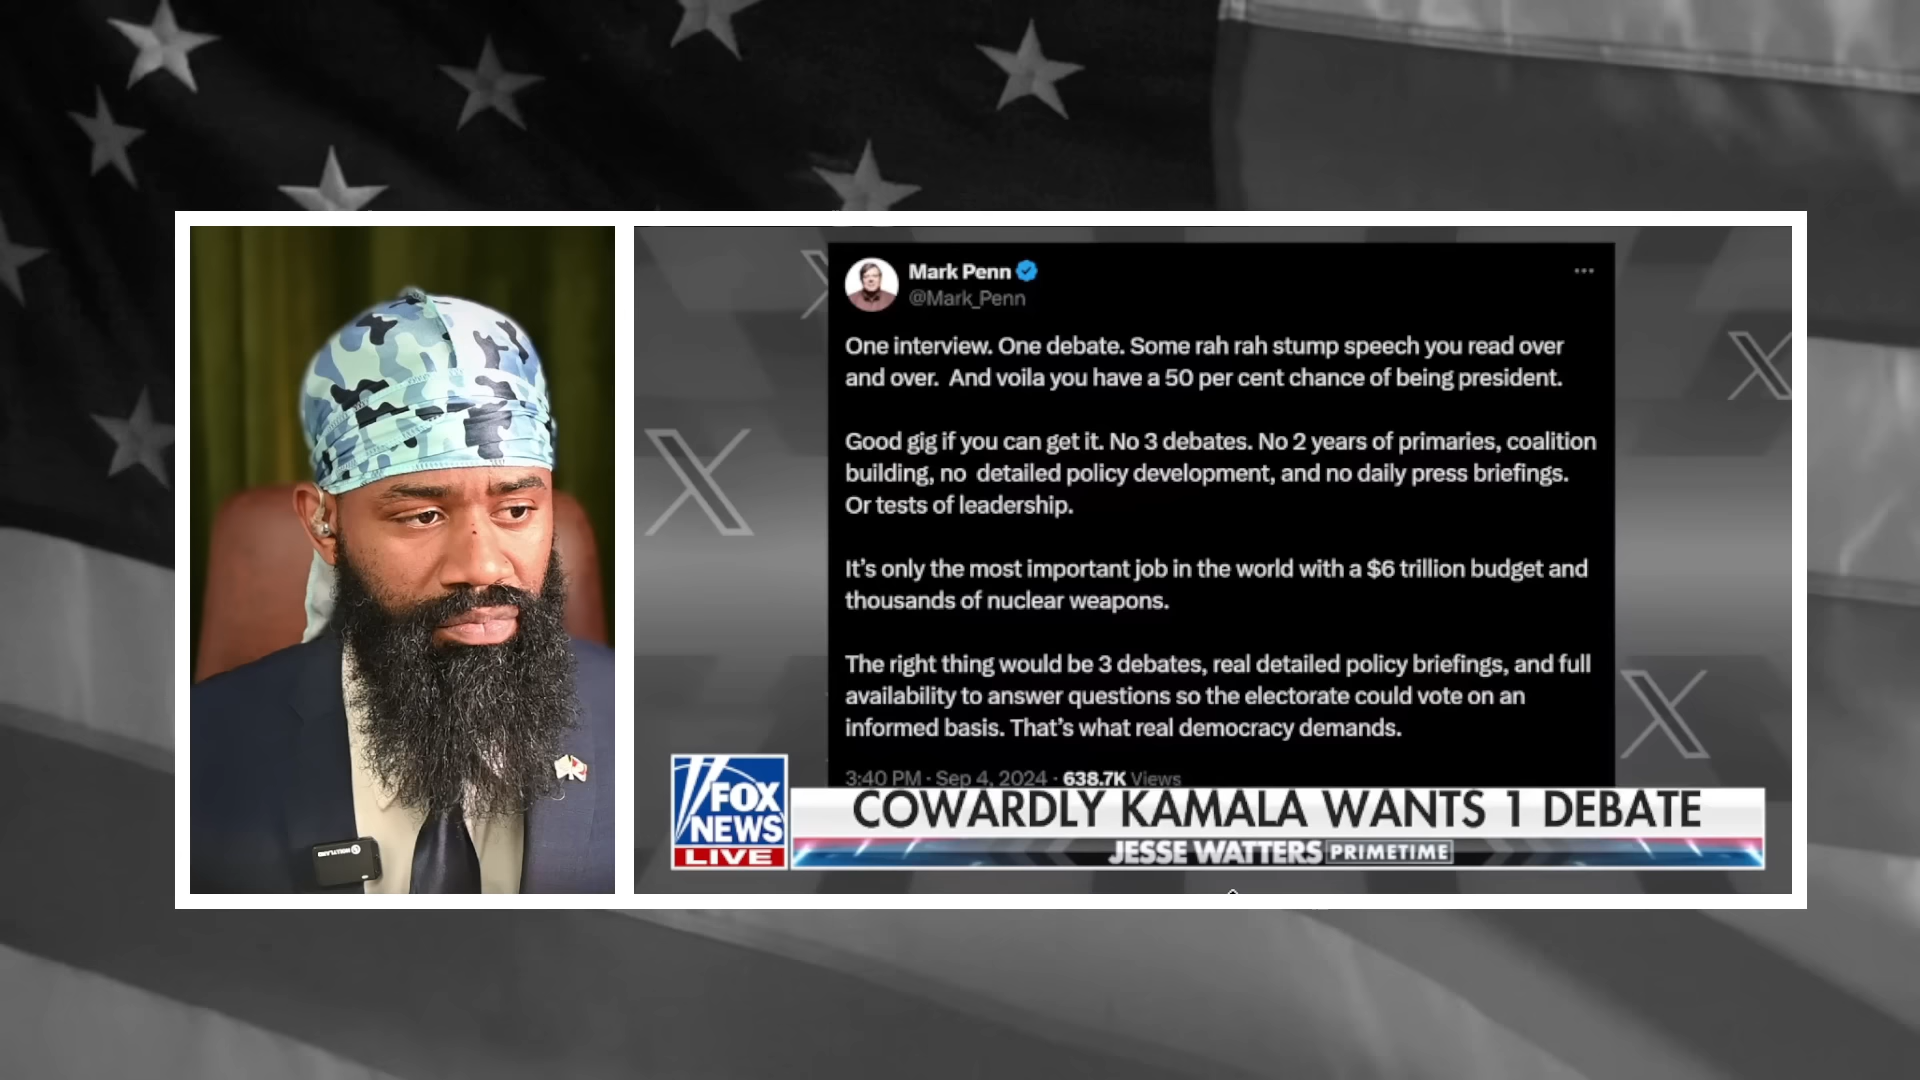 Mark Penn
@Mark_Penn
One interview. One debate. Some rah rah stump speech you read over
and over. And voila you have a 50 per cent chance of being president.
Good gig if you can get it. No 3 debates. No 2 years of primaries, coalition
building, no detailed policy development, and no daily press briefings.
Or tests of leadership.
It's only the most important job in the world with a $6 trillion budget and
thousands of nuclear weapons.
The right thing would be 3 debates, real detailed policy briefings, and full
availability to answer questions so the electorate could vote on an
informed basis. That's what real democracy demands.
3:40 PM · Sep 4, 2024 · 638.7K Views
FOX
NEWS
LIVE
COWARDLY KAMALA WANTS 1 DEBATE
JESSE WATTERS PRIMETIME